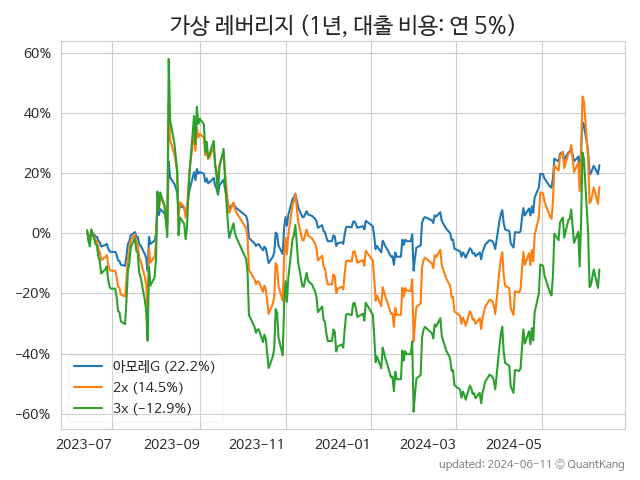 가상 레버리지 (1년, 대출 비용: 연 5%)
60%
40%
20%
0%
−20%
−40%
−60%
아모레G (22.2%)
2x (14.5%)
3x (−12.9%)
2023-07
2023-09
2023-11
2024-01
2024-03
2024-05
updated: 2024-06-11 © QuantKang